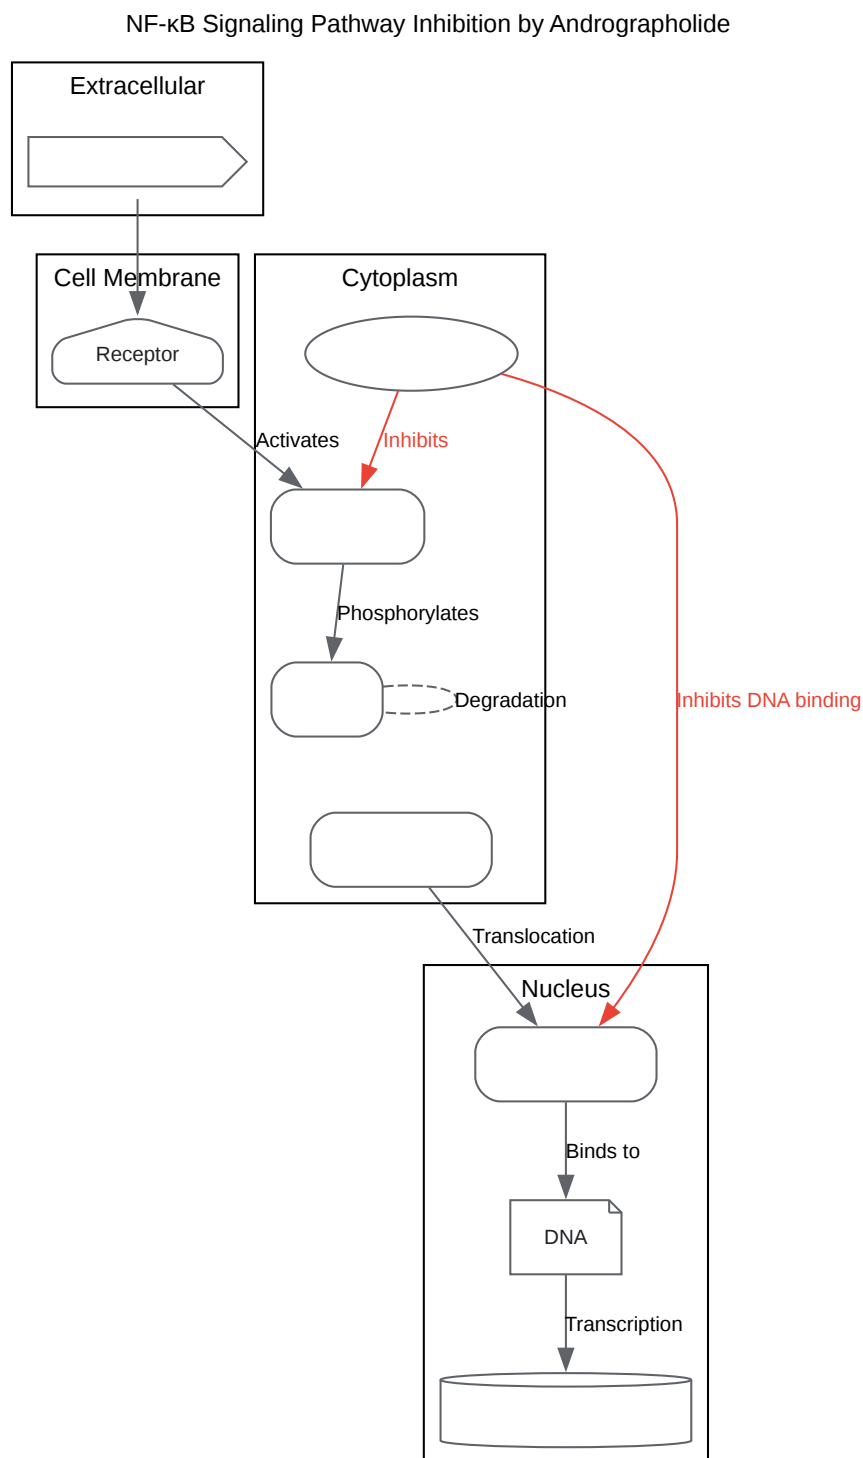 NF-κB Signaling Pathway Inhibition by Andrographolide
Extracellular
Cell Membrane
Cytoplasm
Receptor
Activates
Inhibits
Phosphorylates
Degradation
Inhibits DNA binding
Translocation
Nucleus
Binds to
DNA
Transcription